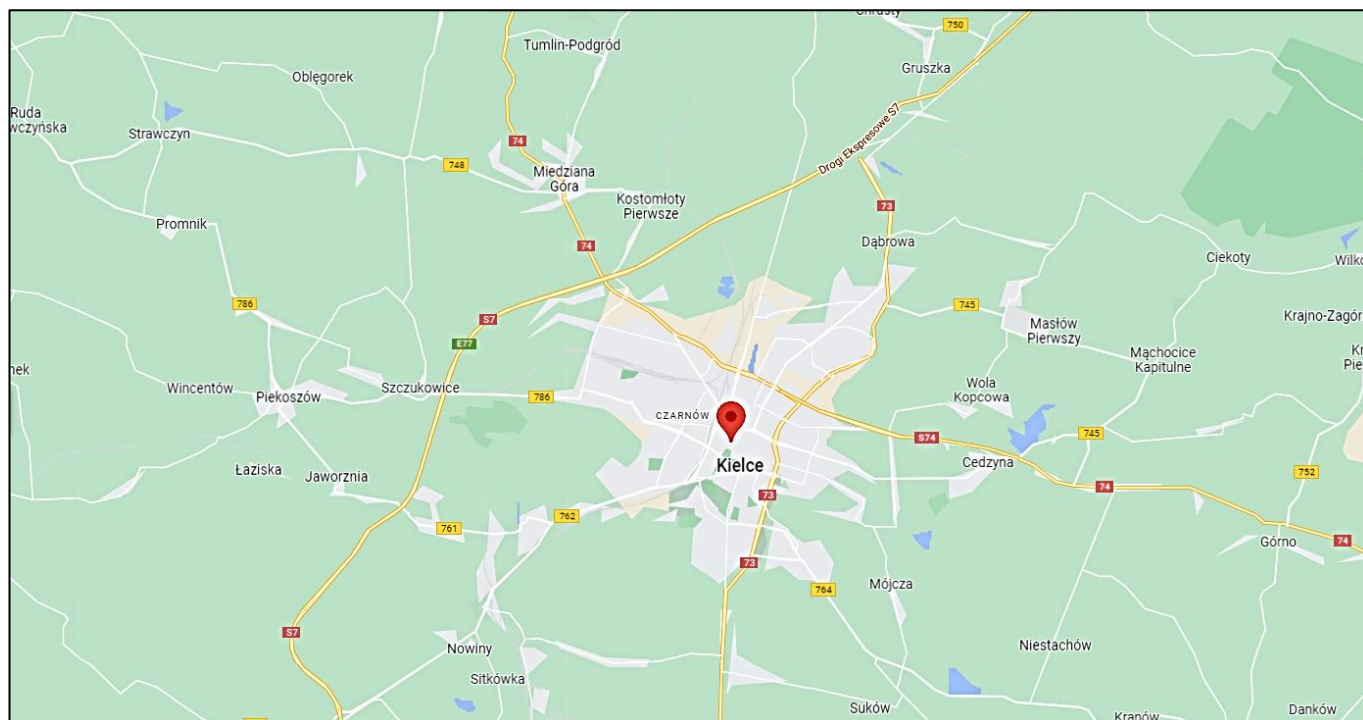 Chrusty
750
Tumlin-Podgród
Gruszka
Oblęgorek
Ruda
wczyńska
Strawczyn
74
Drogi Ekspresowe S7
748
Miedziana
Góra
Kostomłoty
Pierwsze
73
Promnik
74
Dąbrowa
Ciekoty
Wilko
786
745
S7
Masłów
Pierwszy
Krajno-Zagór
E77
nek
Mąchocice
Kapitulne
Kr
Pie
Wincentów
Szczukowice
Piekoszów
786
Wola
Kopcowa
CZARNÓW
S74
745
Kielce
Cedzyna
Łaziska
Jaworznia
752
74
73
761
762
Górno
74
73
764
Mójcza
S7
Nowiny
Niestachów
Sitkówka
Suków
Kranów
Danków